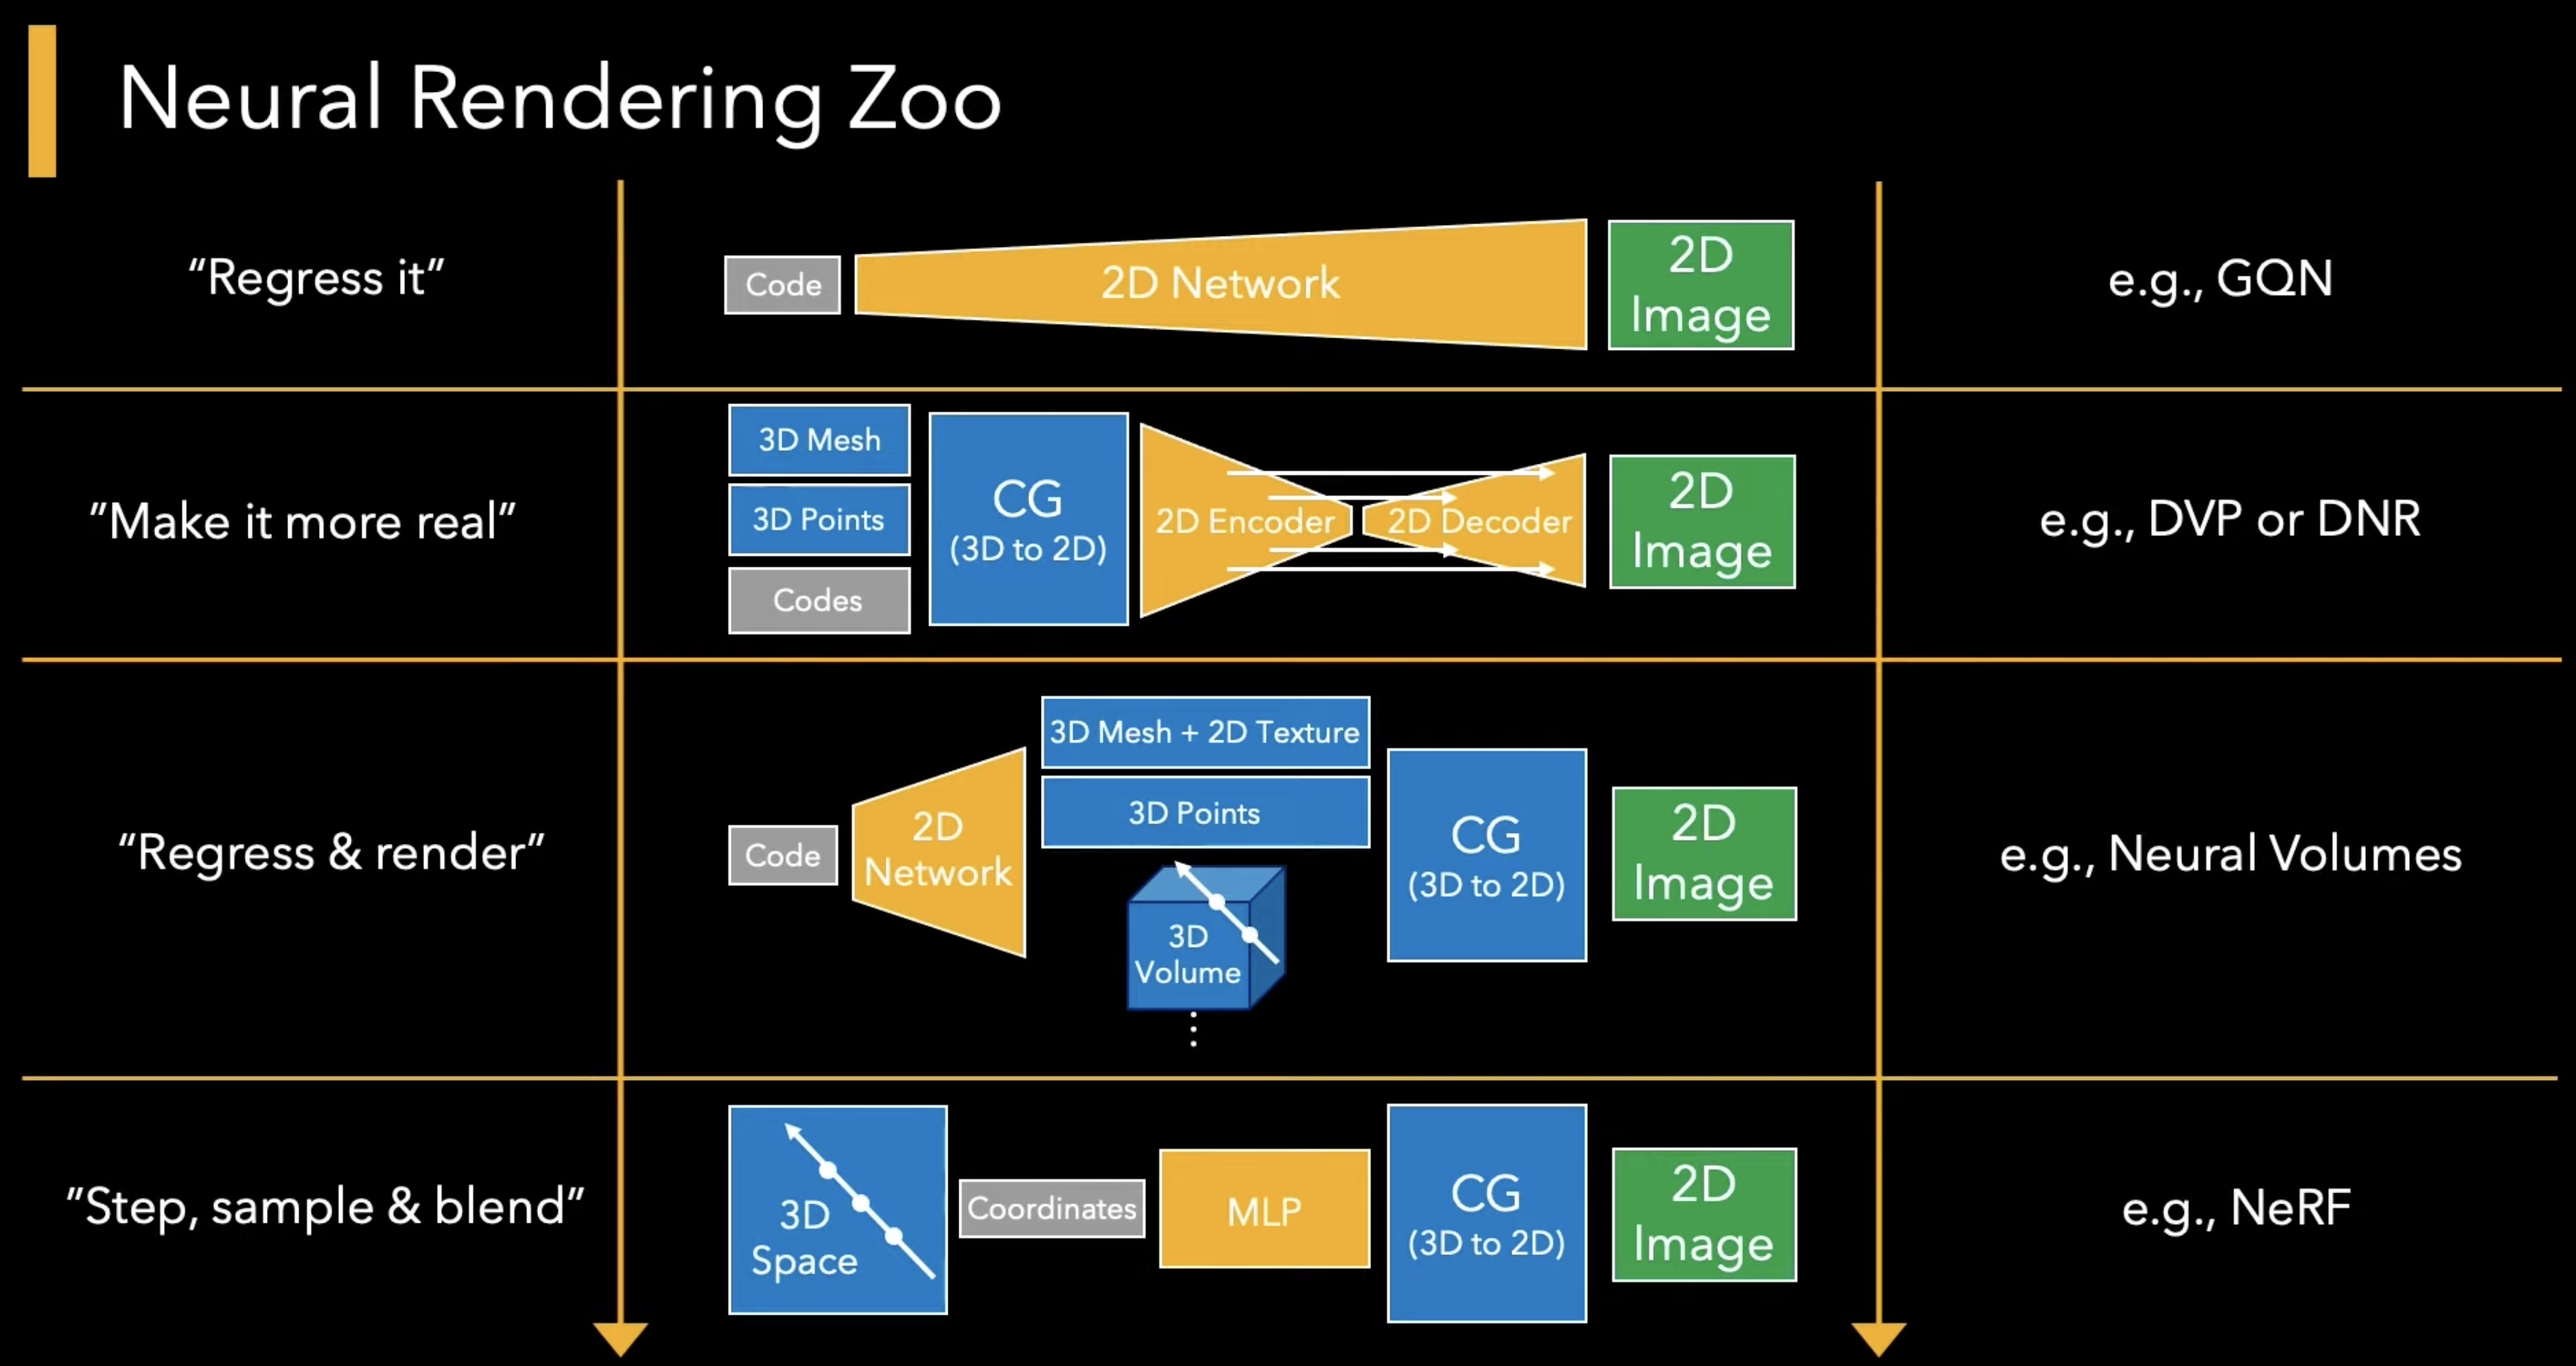 Neural Rendering Zoo
“Regress it”
Code
2D Network
2D
Image
e.g., GQN
”Make it more real”
3D Mesh
3D Points
Codes
CG
(3D to 2D)
2D Encoder
2D Decoder
2D
Image
e.g., DVP or DNR
“Regress & render”
Code
2D
Network
3D Mesh + 2D Texture
3D Points
3D
Volume
⋮
CG
(3D to 2D)
2D
Image
e.g., Neural Volumes
”Step, sample & blend”
3D
Space
Coordinates
MLP
CG
(3D to 2D)
2D
Image
e.g., NeRF